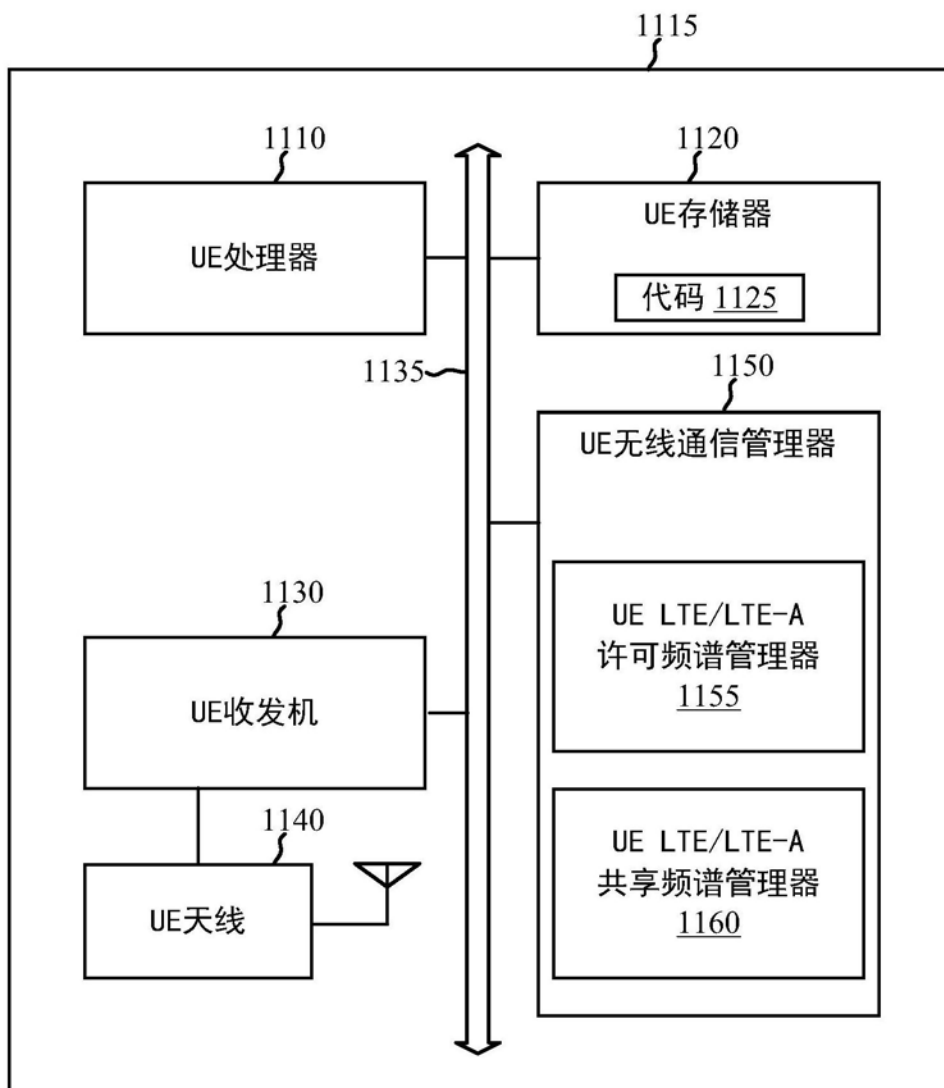 1115
1110
UE处理器
1120
UE存储器
代码 1125
1135
1150
UE无线通信管理器
UE LTE/LTE-A
许可频谱管理器
1155
1130
UE收发机
1140
UE天线
UE LTE/LTE-A
共享频谱管理器
1160